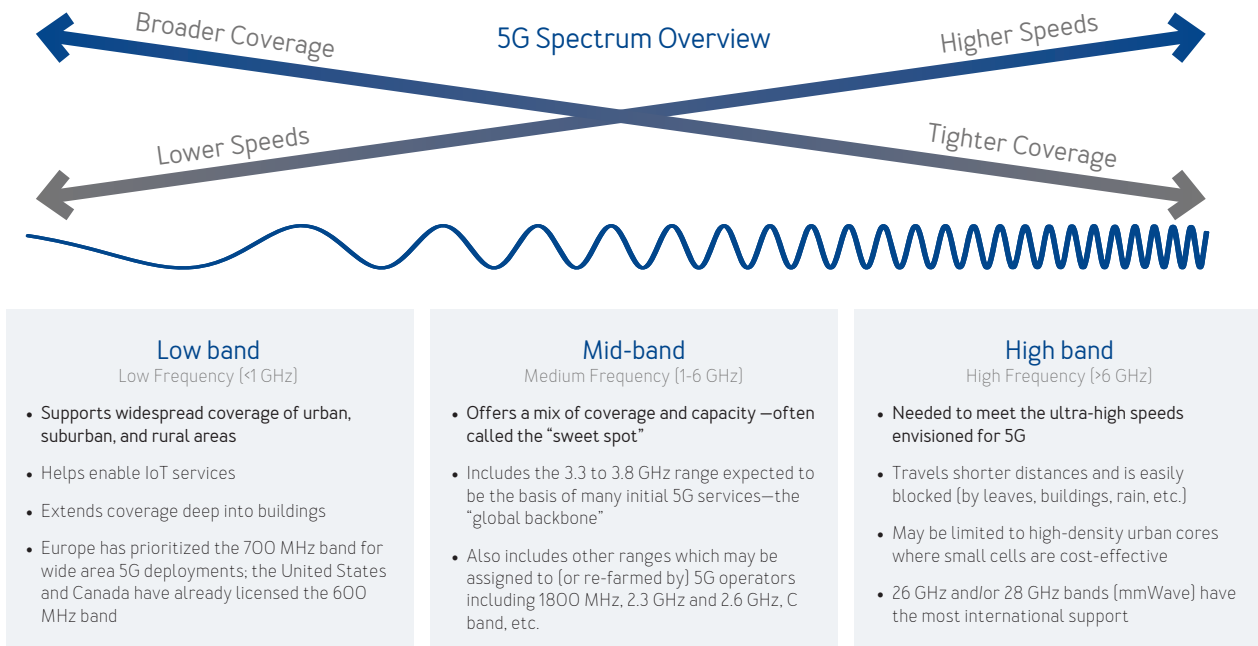 Broader Coverage
5G Spectrum Overview
Higher Speeds
Lower Speeds
Tighter Coverage
Low band
Low Frequency (<1 GHz)
• Supports widespread coverage of urban,
suburban, and rural areas
• Helps enable IoT services
• Extends coverage deep into buildings
• Europe has prioritized the 700 MHz band for
wide area 5G deployments; the United States
and Canada have already licensed the 600
MHz band
Mid-band
Medium Frequency (1-6 GHz)
• Offers a mix of coverage and capacity —often
called the “sweet spot”
• Includes the 3.3 to 3.8 GHz range expected to
be the basis of many initial 5G services—the
“global backbone”
• Also includes other ranges which may be
assigned to (or re-farmed by) 5G operators
including 1800 MHz, 2.3 GHz and 2.6 GHz, C
band, etc.
High band
High Frequency (>6 GHz)
• Needed to meet the ultra-high speeds
envisioned for 5G
• Travels shorter distances and is easily
blocked (by leaves, buildings, rain, etc.)
• May be limited to high-density urban cores
where small cells are cost-effective
• 26 GHz and/or 28 GHz bands (mmWave) have
the most international support